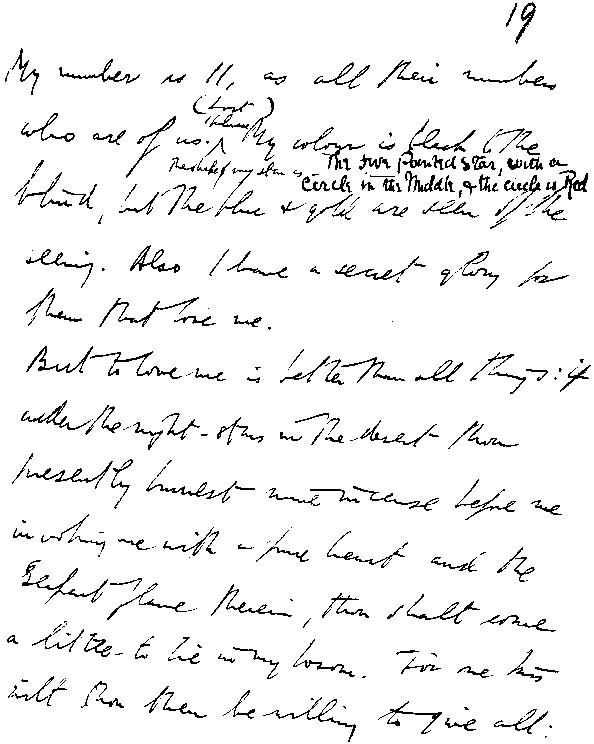 19
My number is 11, as all their numbers
(Lost
1 phrase)
who are of us. My colour is black to the
The shape of my star is The Five Pointed Star, with a
Circle in the Middle, & the circle is Red
blind, but the blue & gold are seen of the
seeing. Also I have a secret glory for
them that love me.
But to love me is better than all things: if
under the night-stars in the desert thou
presently burnest mine incense before me
invoking me with a pure heart and the
Serpent flame therein, thou shalt come
a little to lie in my bosom. For one kiss
wilt thou then be willing to give all: